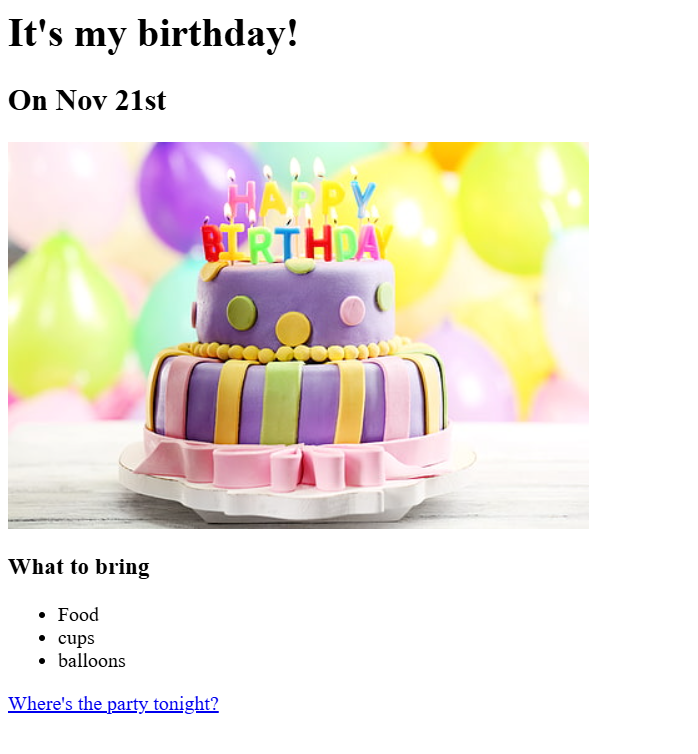 It's my birthday!
On Nov 21st
HAPPY
BIRTHDAY
What to bring
Food
cups
balloons
Where's the party tonight?